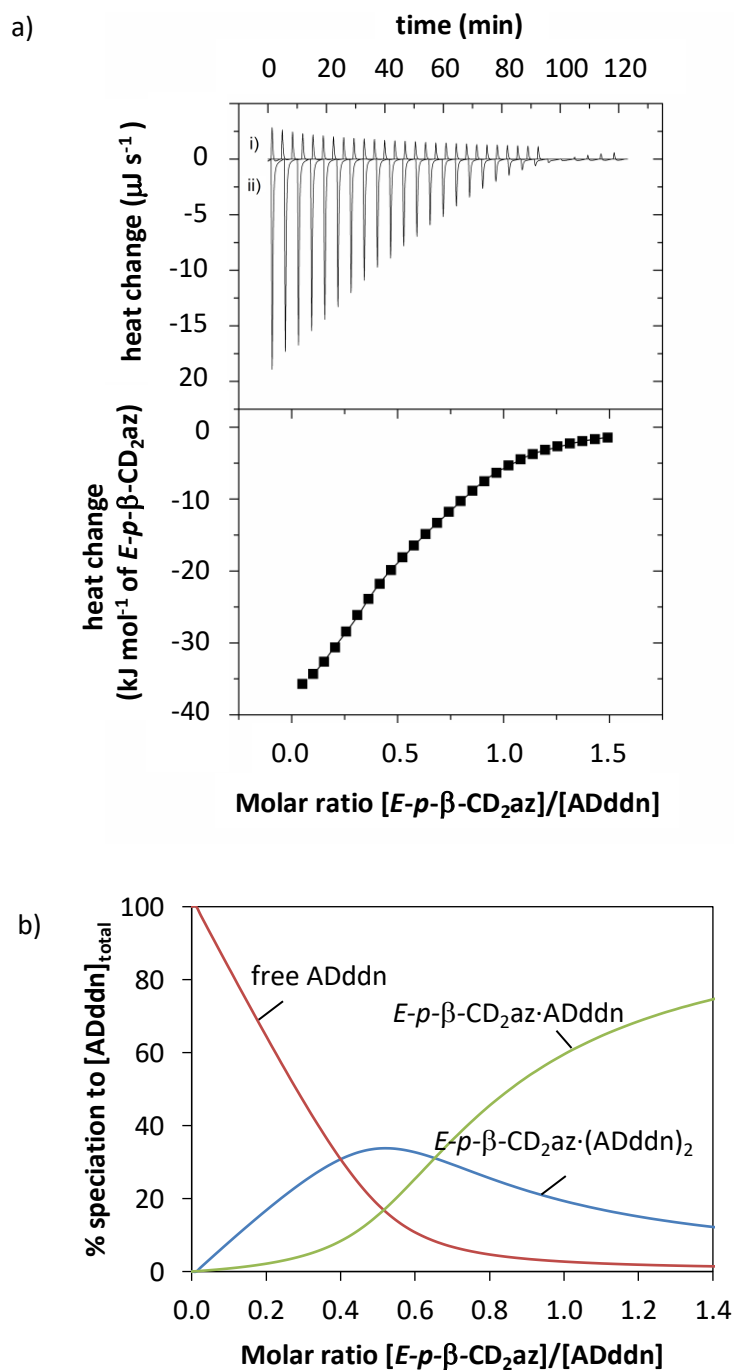 a)
time (min)
0 20 40 60 80 100 120
heat change (µJ s⁻¹)
0
-5
-10
-15
20
i)
ii)
heat change
(kJ mol⁻¹ of E-p-β-CD₂az)
0
-10
-20
-30
-40
0.0 0.5 1.0 1.5
Molar ratio [E-p-β-CD₂az]/[ADddn]
b)
% speciation to [ADddn]total
100
80
60
40
20
0
free ADddn
E-p-β-CD₂az·ADddn
E-p-β-CD₂az·(ADddn)₂
0.0 0.2 0.4 0.6 0.8 1.0 1.2 1.4
Molar ratio [E-p-β-CD₂az]/[ADddn]